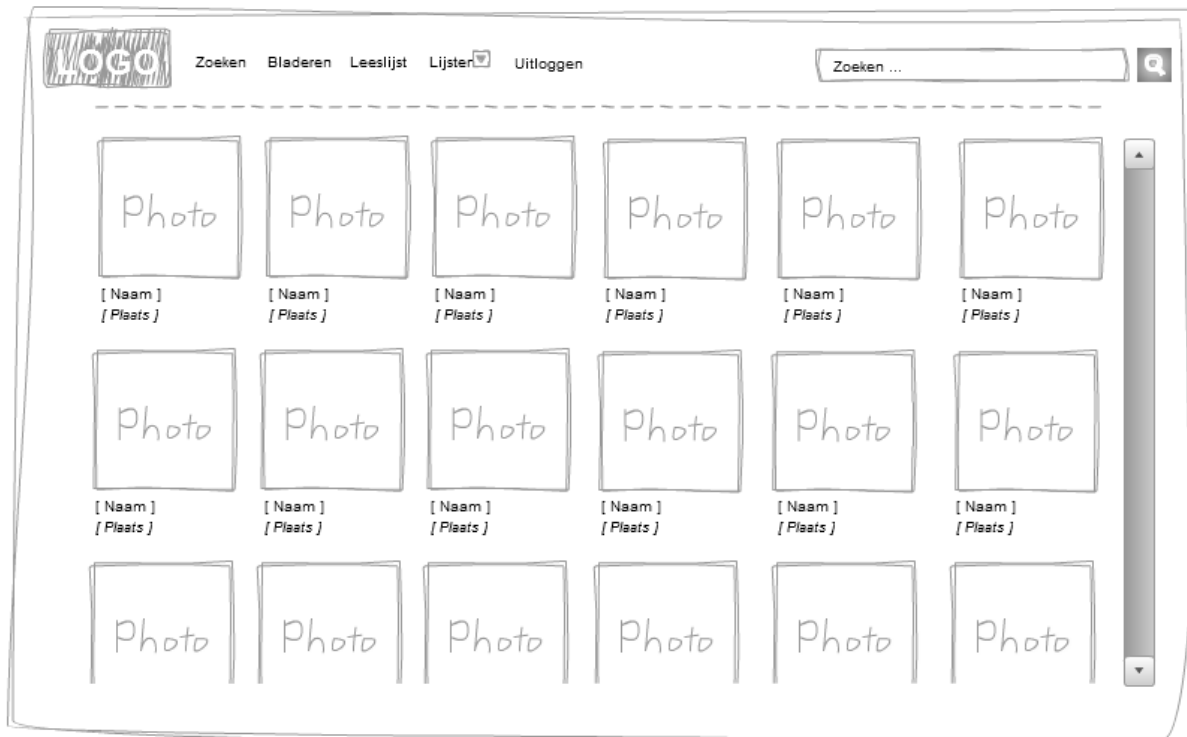 LOGO Zoeken Bladeren Leeslijst Lijsten Uitloggen Zoeken ...
Photo Photo Photo Photo Photo Photo
[ Naam ] [ Naam ] [ Naam ] [ Naam ] [ Naam ] [ Naam ]
[ Plaats ] [ Plaats ] [ Plaats ] [ Plaats ] [ Plaats ] [ Plaats ]
Photo Photo Photo Photo Photo Photo
[ Naam ] [ Naam ] [ Naam ] [ Naam ] [ Naam ] [ Naam ]
[ Plaats ] [ Plaats ] [ Plaats ] [ Plaats ] [ Plaats ] [ Plaats ]
Photo Photo Photo Photo Photo Photo